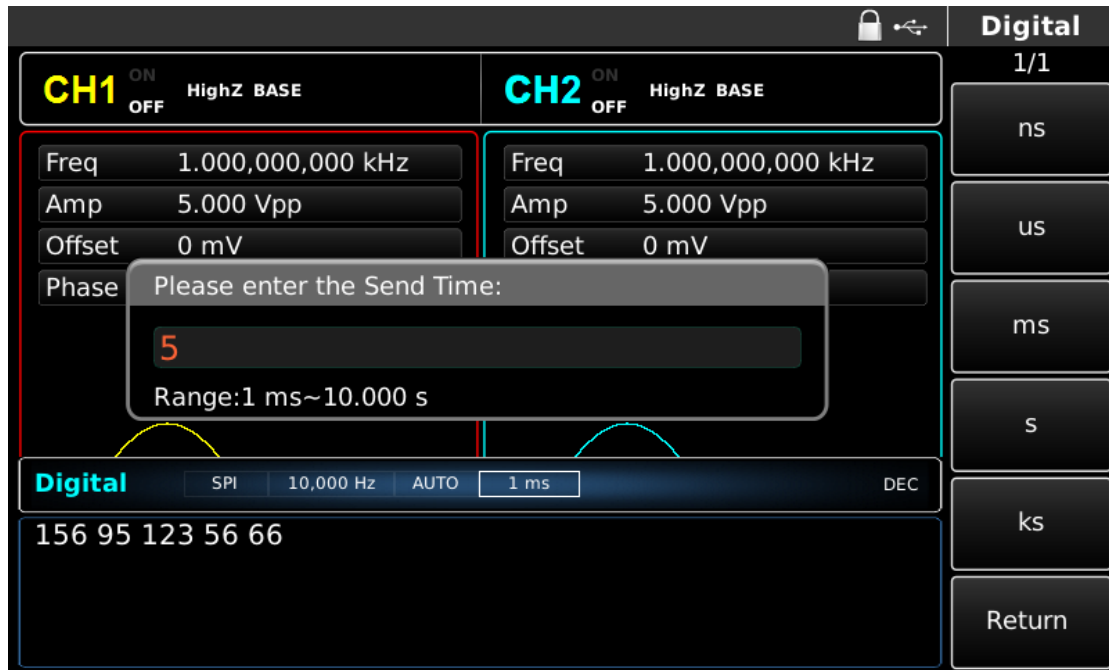 Digital
1/1
CH1 ON OFF HighZ BASE
CH2 ON OFF HighZ BASE
Freq 1.000,000,000 kHz
Amp 5.000 Vpp
Offset 0 mV
Phase
Freq 1.000,000,000 kHz
Amp 5.000 Vpp
Offset 0 mV
Please enter the Send Time:
5
Range:1 ms~10.000 s
Digital SPI 10,000 Hz AUTO 1 ms DEC
156 95 123 56 66
ns
us
ms
s
ks
Return